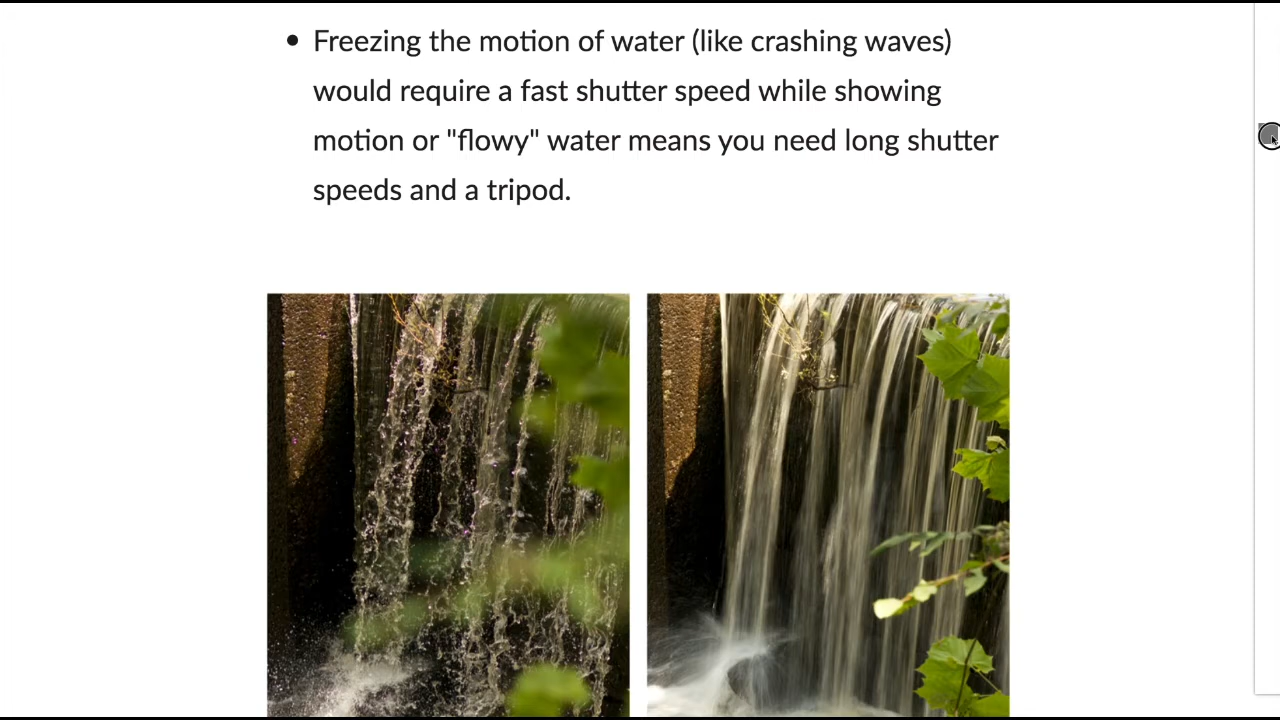 • Freezing the motion of water (like crashing waves)
would require a fast shutter speed while showing
motion or "flowy" water means you need long shutter
speeds and a tripod.